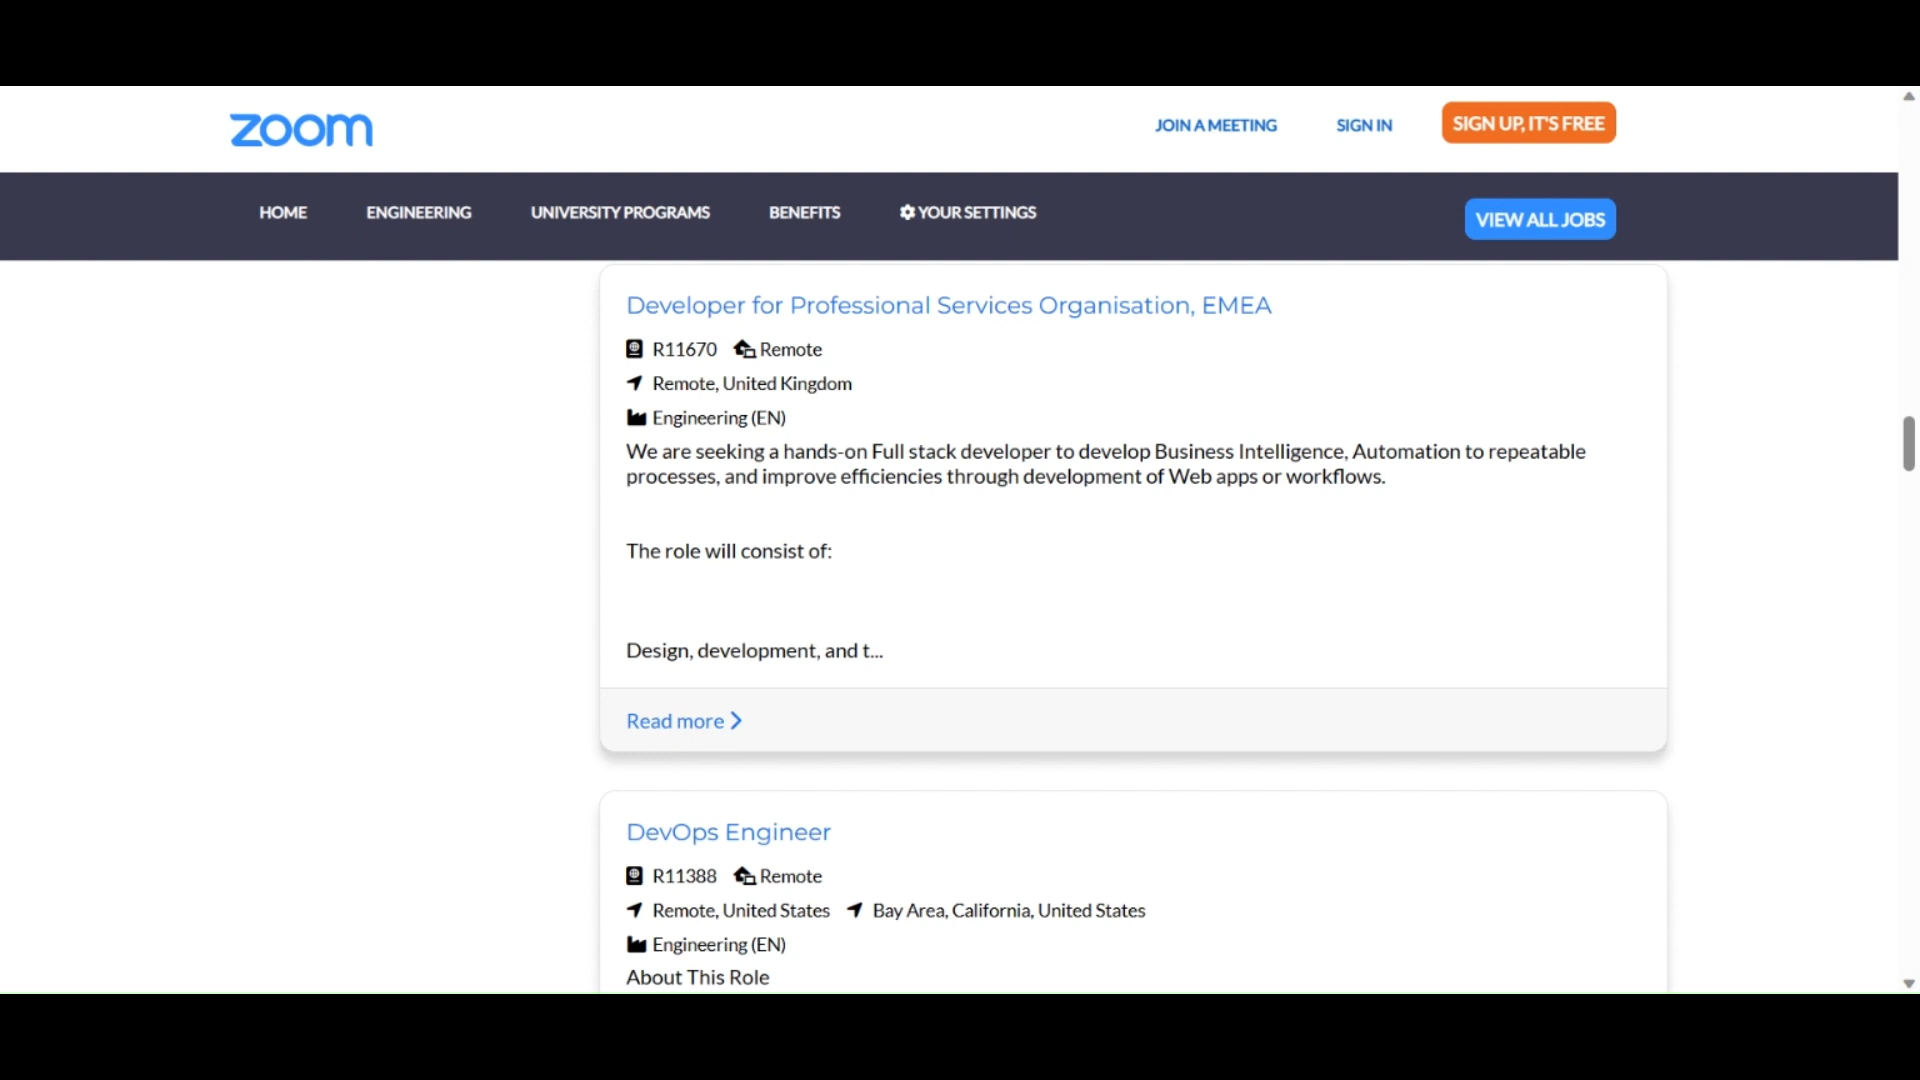 zoom
JOIN A MEETING
SIGN IN
SIGN UP, IT'S FREE
HOME
ENGINEERING
UNIVERSITY PROGRAMS
BENEFITS
YOUR SETTINGS
VIEW ALL JOBS
Developer for Professional Services Organisation, EMEA
R11670 Remote
Remote, United Kingdom
Engineering (EN)
We are seeking a hands-on Full stack developer to develop Business Intelligence, Automation to repeatable
processes, and improve efficiencies through development of Web apps or workflows.
The role will consist of:
Design, development, and t...
Read more
DevOps Engineer
R11388 Remote
Remote, United States Bay Area, California, United States
Engineering (EN)
About This Role